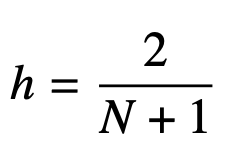 h = 2 / (N + 1)